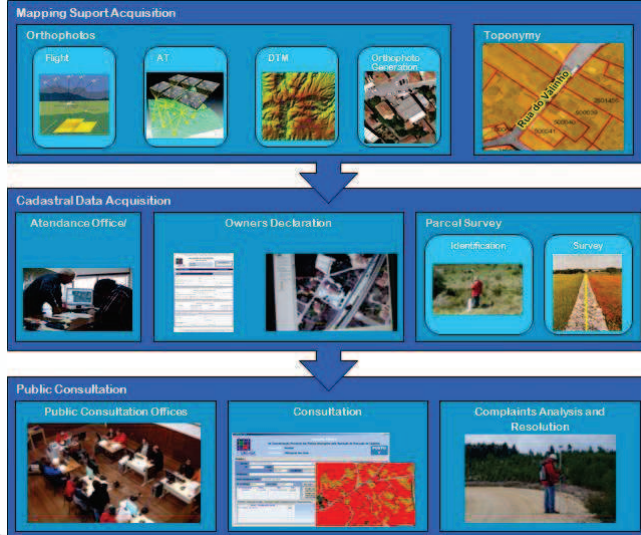 Mapping Suport Acquisition
Orthophotos
Flight
AT
DTM
Orthophoto
Generation
Toponymy
Rua do Valinho
Cadastral Data Acquisition
Atendance Office/
Owners Declaration
Parcel Survey
Identification
Survey
Public Consultation
Public Consultation Offices
Consultation
Complaints Analysis and
Resolution